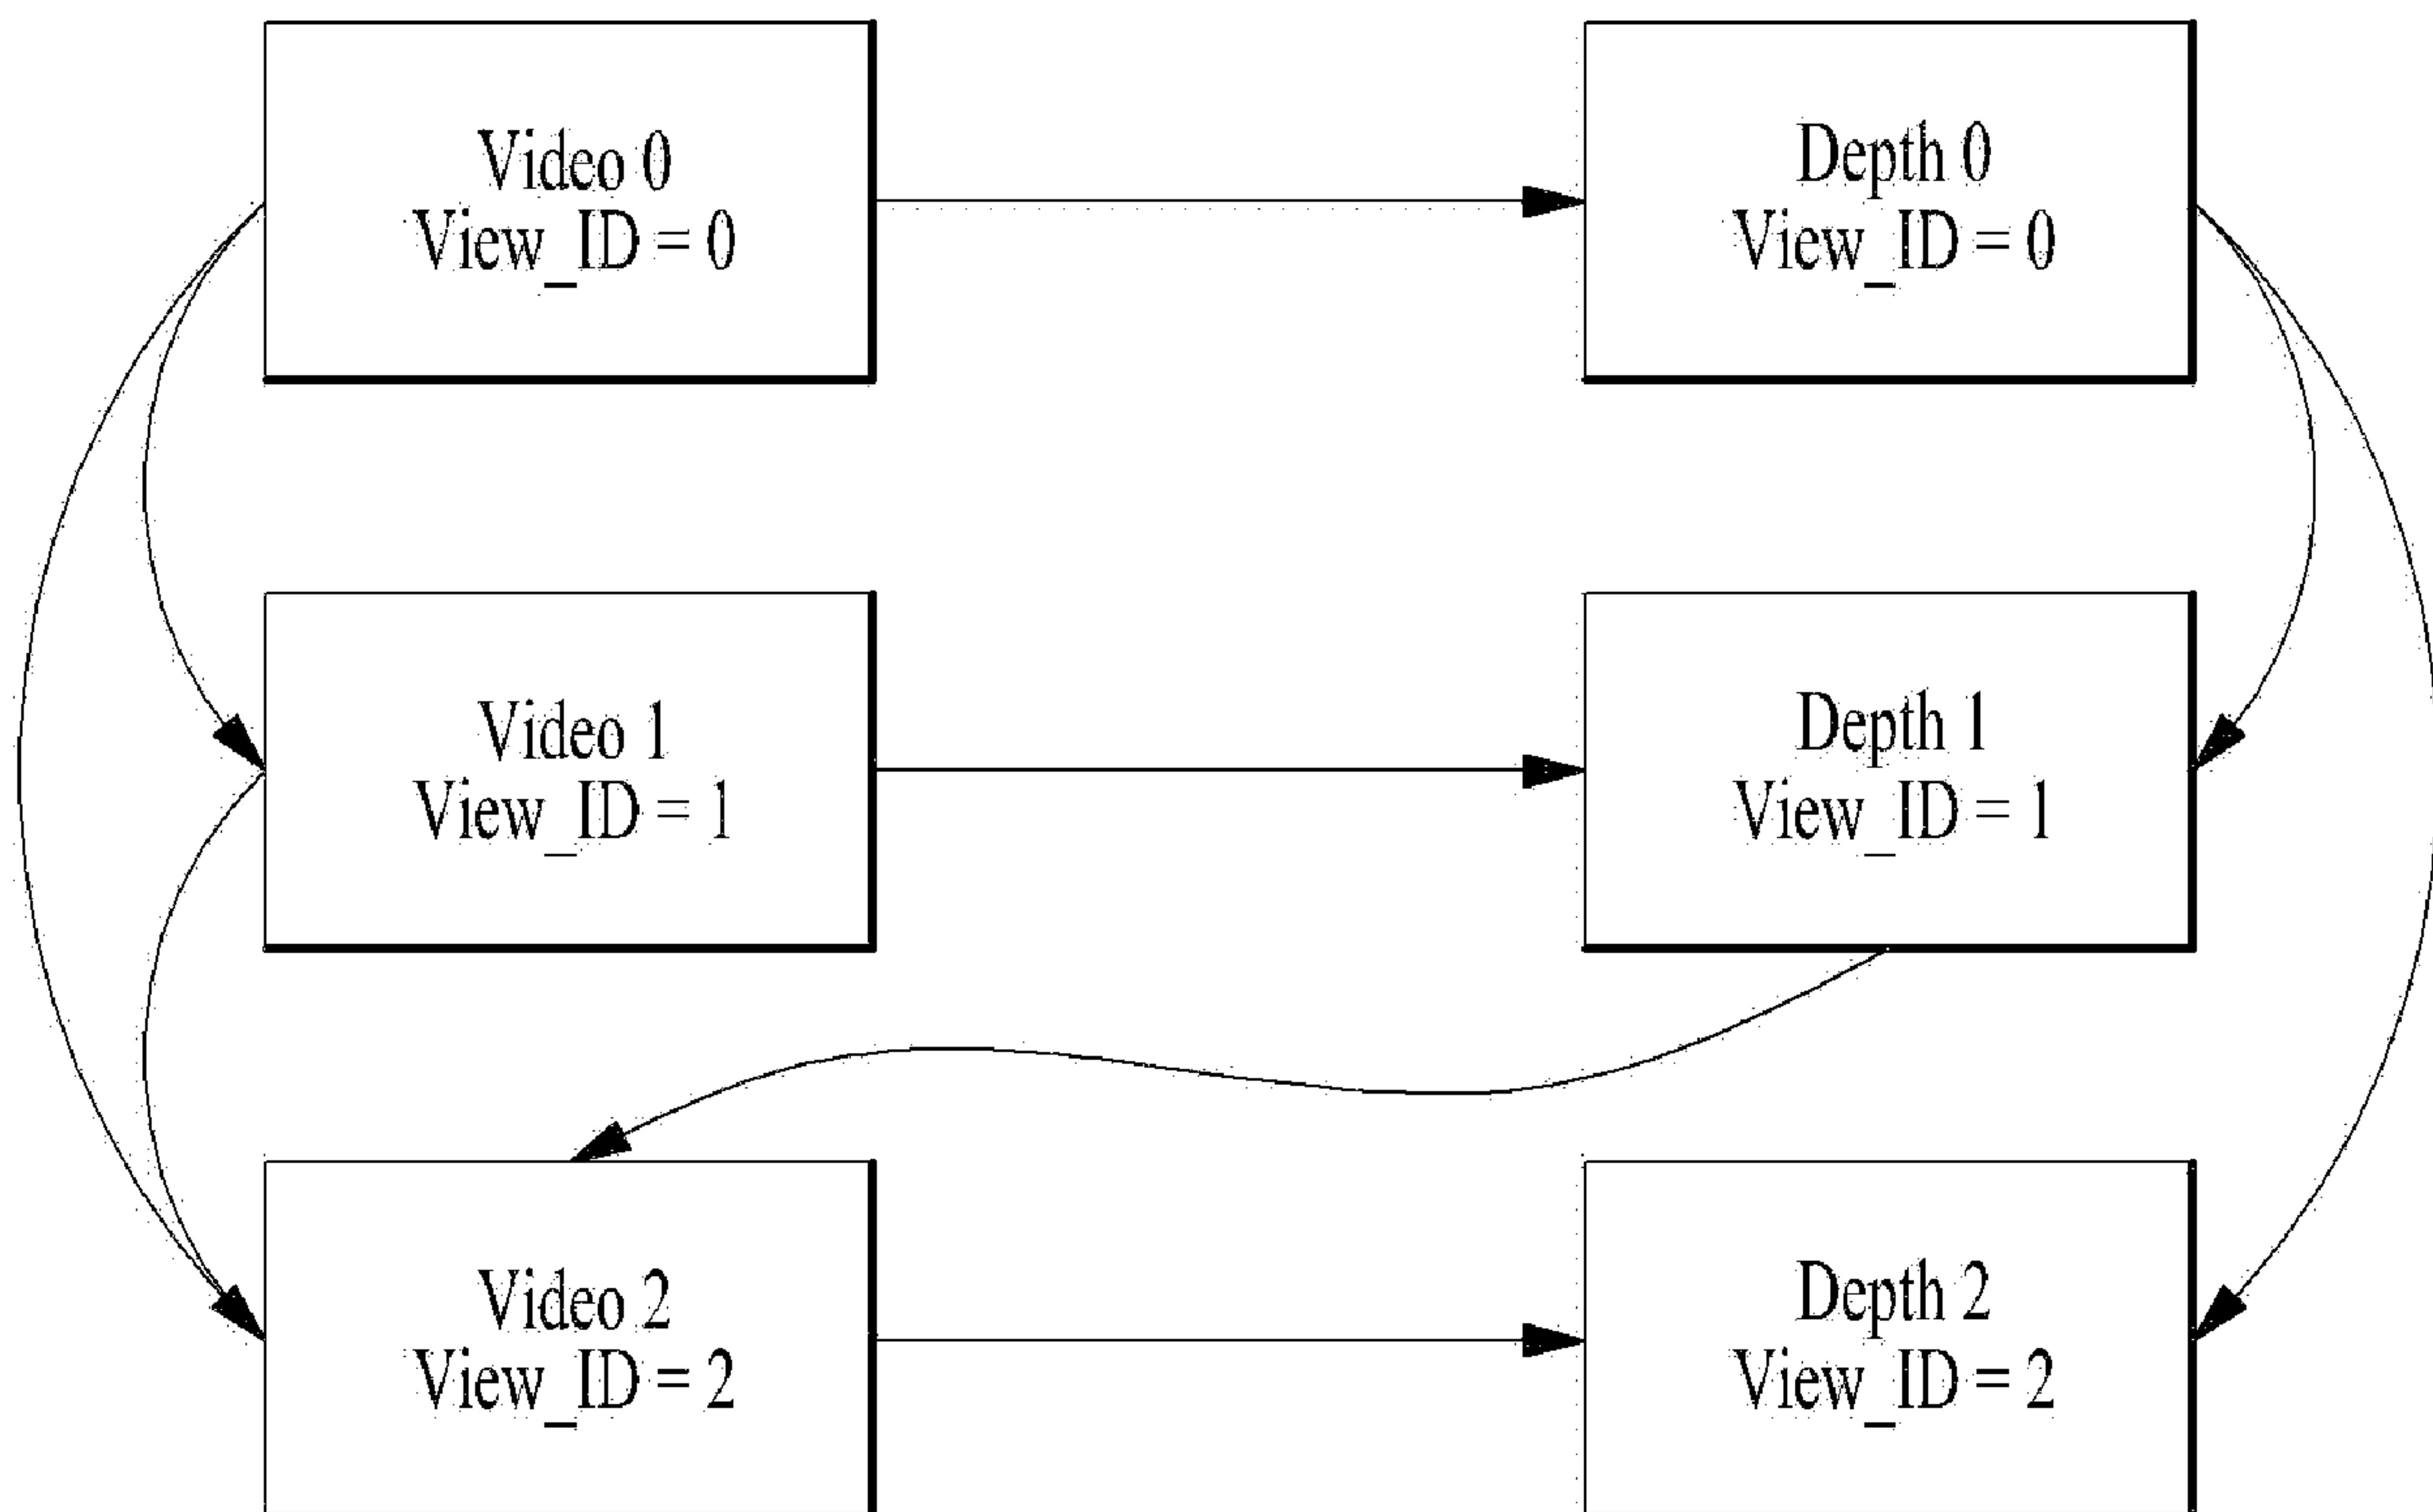 Video 0
View_ID = 0
Depth 0
View_ID = 0
Video 1
View_ID = 1
Depth 1
View_ID = 1
Video 2
View_ID = 2
Depth 2
View_ID = 2